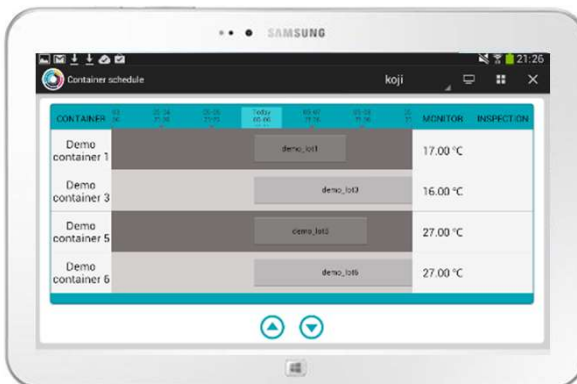 SAMSUNG
21:26
Container schedule
koji
CONTAINER
Today
MONITOR
INSPECTION
Demo
container 1
demo_lot1
17.00 °C
Demo
container 3
demo_lot3
16.00 °C
Demo
container 5
27.00 °C
Demo
container 6
demo_lot6
27.00 °C